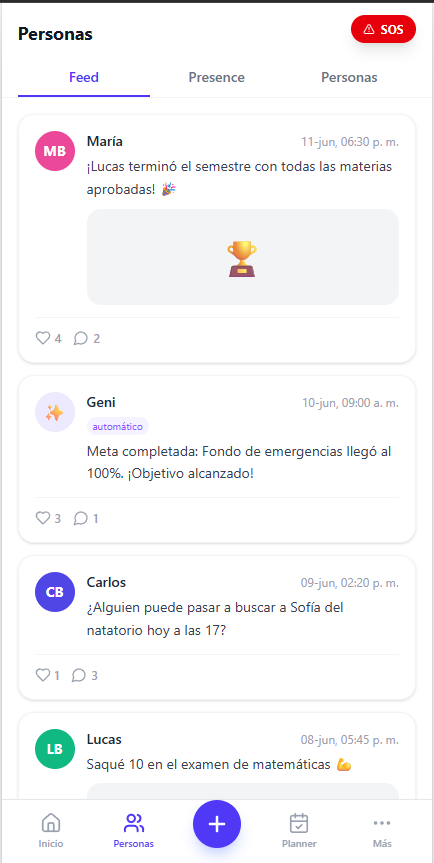 Personas
SOS
Feed
Presence
Personas
MB
María
11-jun, 06:30 p. m.
¡Lucas terminó el semestre con todas las materias
aprobadas! 🎉
4
2
Geni
10-jun, 09:00 a. m.
automático
Meta completada: Fondo de emergencias llegó al
100%. ¡Objetivo alcanzado!
3
1
CB
Carlos
09-jun, 02:20 p. m.
¿Alguien puede pasar a buscar a Sofía del
natatorio hoy a las 17?
1
3
LB
Lucas
08-jun, 05:45 p. m.
Saqué 10 en el examen de matemáticas 💪
Inicio
Personas
Planner
Más